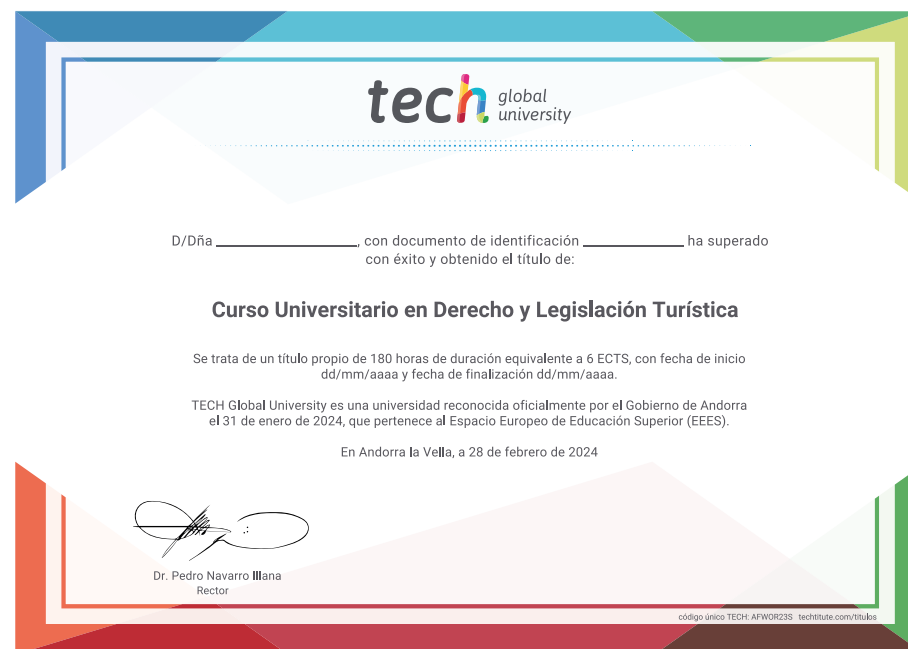 tech global
university
D/Dña ______________, con documento de identificación __________ ha superado
con éxito y obtenido el título de:
Curso Universitario en Derecho y Legislación Turística
Se trata de un título propio de 180 horas de duración equivalente a 6 ECTS, con fecha de inicio
dd/mm/aaaa y fecha de finalización dd/mm/aaaa.
TECH Global University es una universidad reconocida oficialmente por el Gobierno de Andorra
el 31 de enero de 2024, que pertenece al Espacio Europeo de Educación Superior (EEES).
En Andorra la Vella, a 28 de febrero de 2024
Dr. Pedro Navarro Illana
Rector
código único TECH: AFWOR23S techtitute.com/titulos